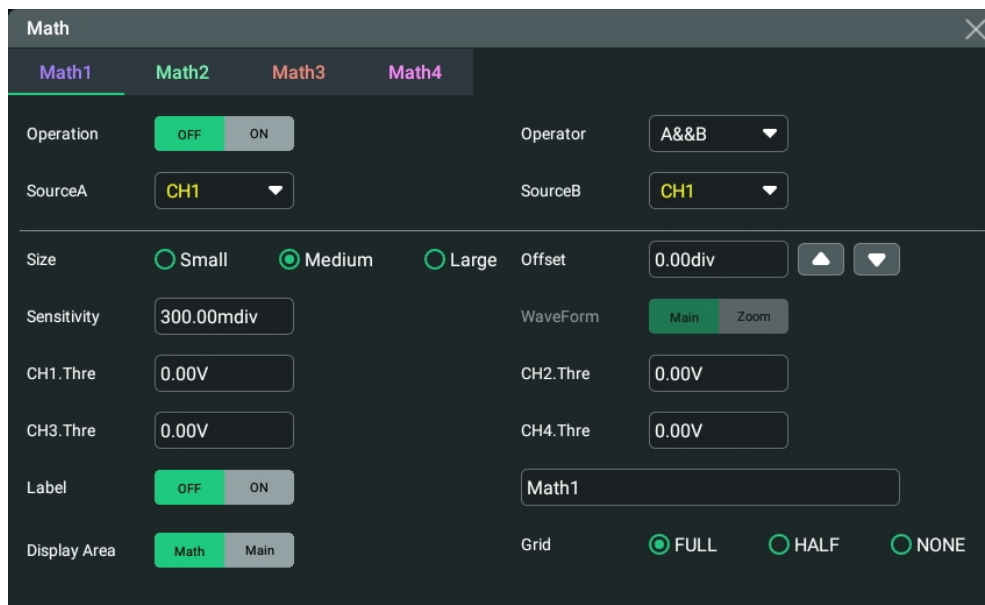 Math
Math1 Math2 Math3 Math4
Operation OFF ON Operator A&&B
SourceA CH1 SourceB CH1
Size Small Medium Large Offset 0.00div
Sensitivity 300.00mdiv WaveForm Main Zoom
CH1.Thre 0.00V CH2.Thre 0.00V
CH3.Thre 0.00V CH4.Thre 0.00V
Label OFF ON Math1
Display Area Math Main Grid FULL HALF NONE